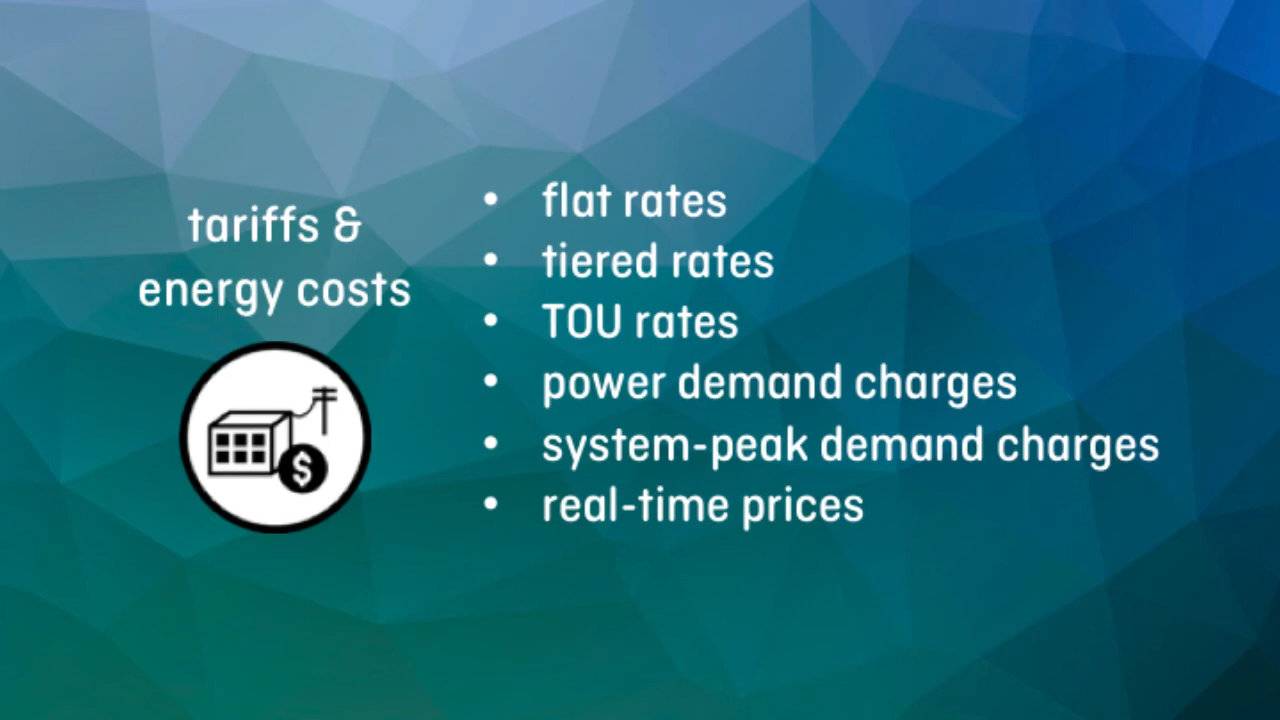 tariffs &
energy costs
$
• flat rates
• tiered rates
• TOU rates
• power demand charges
• system-peak demand charges
• real-time prices